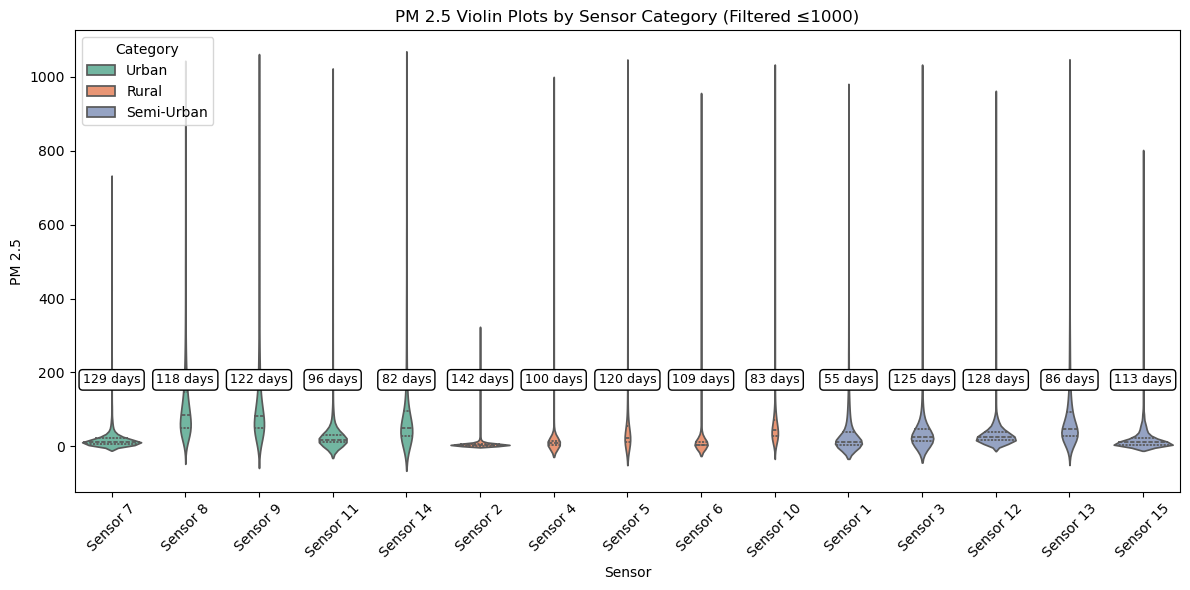 PM 2.5 Violin Plots by Sensor Category (Filtered ≤1000)
Category
Urban
Rural
Semi-Urban
PM 2.5
1000
800
600
400
200
0
129 days
118 days
122 days
96 days
82 days
142 days
100 days
120 days
109 days
83 days
55 days
125 days
128 days
86 days
113 days
Sensor 7
Sensor 8
Sensor 9
Sensor 11
Sensor 14
Sensor 2
Sensor 4
Sensor 5
Sensor 6
Sensor 10
Sensor 1
Sensor 3
Sensor 12
Sensor 13
Sensor 15
Sensor